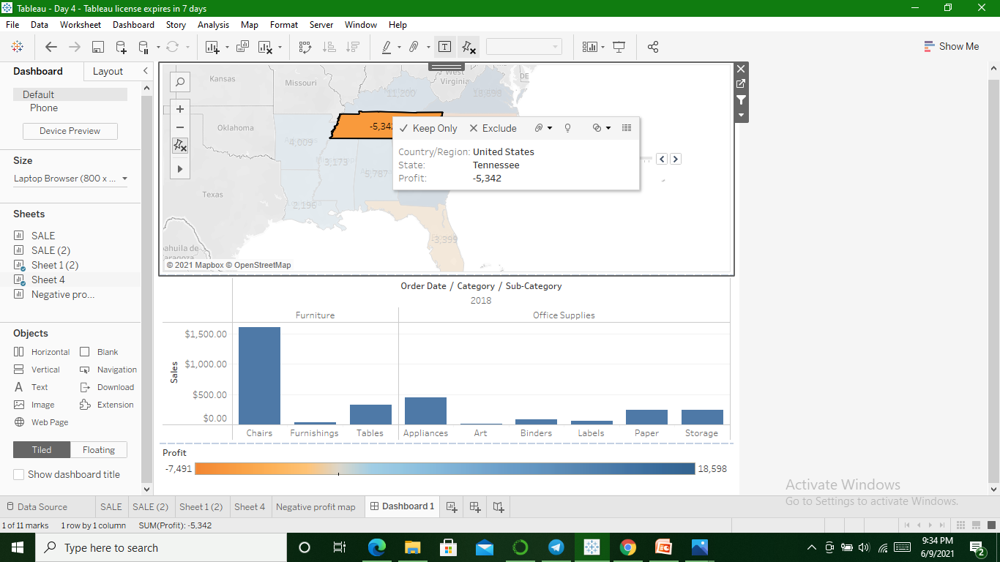 Tableau - Day 4 - Tableau license expires in 7 days
File Data Worksheet Dashboard Story Analysis Map Format Server Window Help
Show Me
Dashboard Layout
Default
Phone
Device Preview
Size
Laptop Browser (800 x ...
Sheets
SALE
SALE (2)
Sheet 1 (2)
Sheet 4
Negative pro...
Objects
Horizontal Blank
Vertical Navigation
Text Download
Image Extension
Web Page
Tiled Floating
Show dashboard title
Kansas
Missouri
West
Virginia
DE
11,200
18,598
Oklahoma
-5,342
4,009
3,173
5,787
Texas
2,196
-3,399
© 2021 Mapbox © OpenStreetMap
Keep Only Exclude
Country/Region: United States
State: Tennessee
Profit: -5,342
Order Date / Category / Sub-Category
2018
Furniture Office Supplies
Sales
$1,500.00
$1,000.00
$500.00
$0.00
Chairs Furnishings Tables Appliances Art Binders Labels Paper Storage
Profit
-7,491 18,598
Activate Windows
Go to Settings to activate Windows.
Data Source SALE SALE (2) Sheet 1 (2) Sheet 4 Negative profit map Dashboard 1
1 of 11 marks 1 row by 1 column SUM(Profit): -5,342
Type here to search
9:34 PM
6/9/2021
2